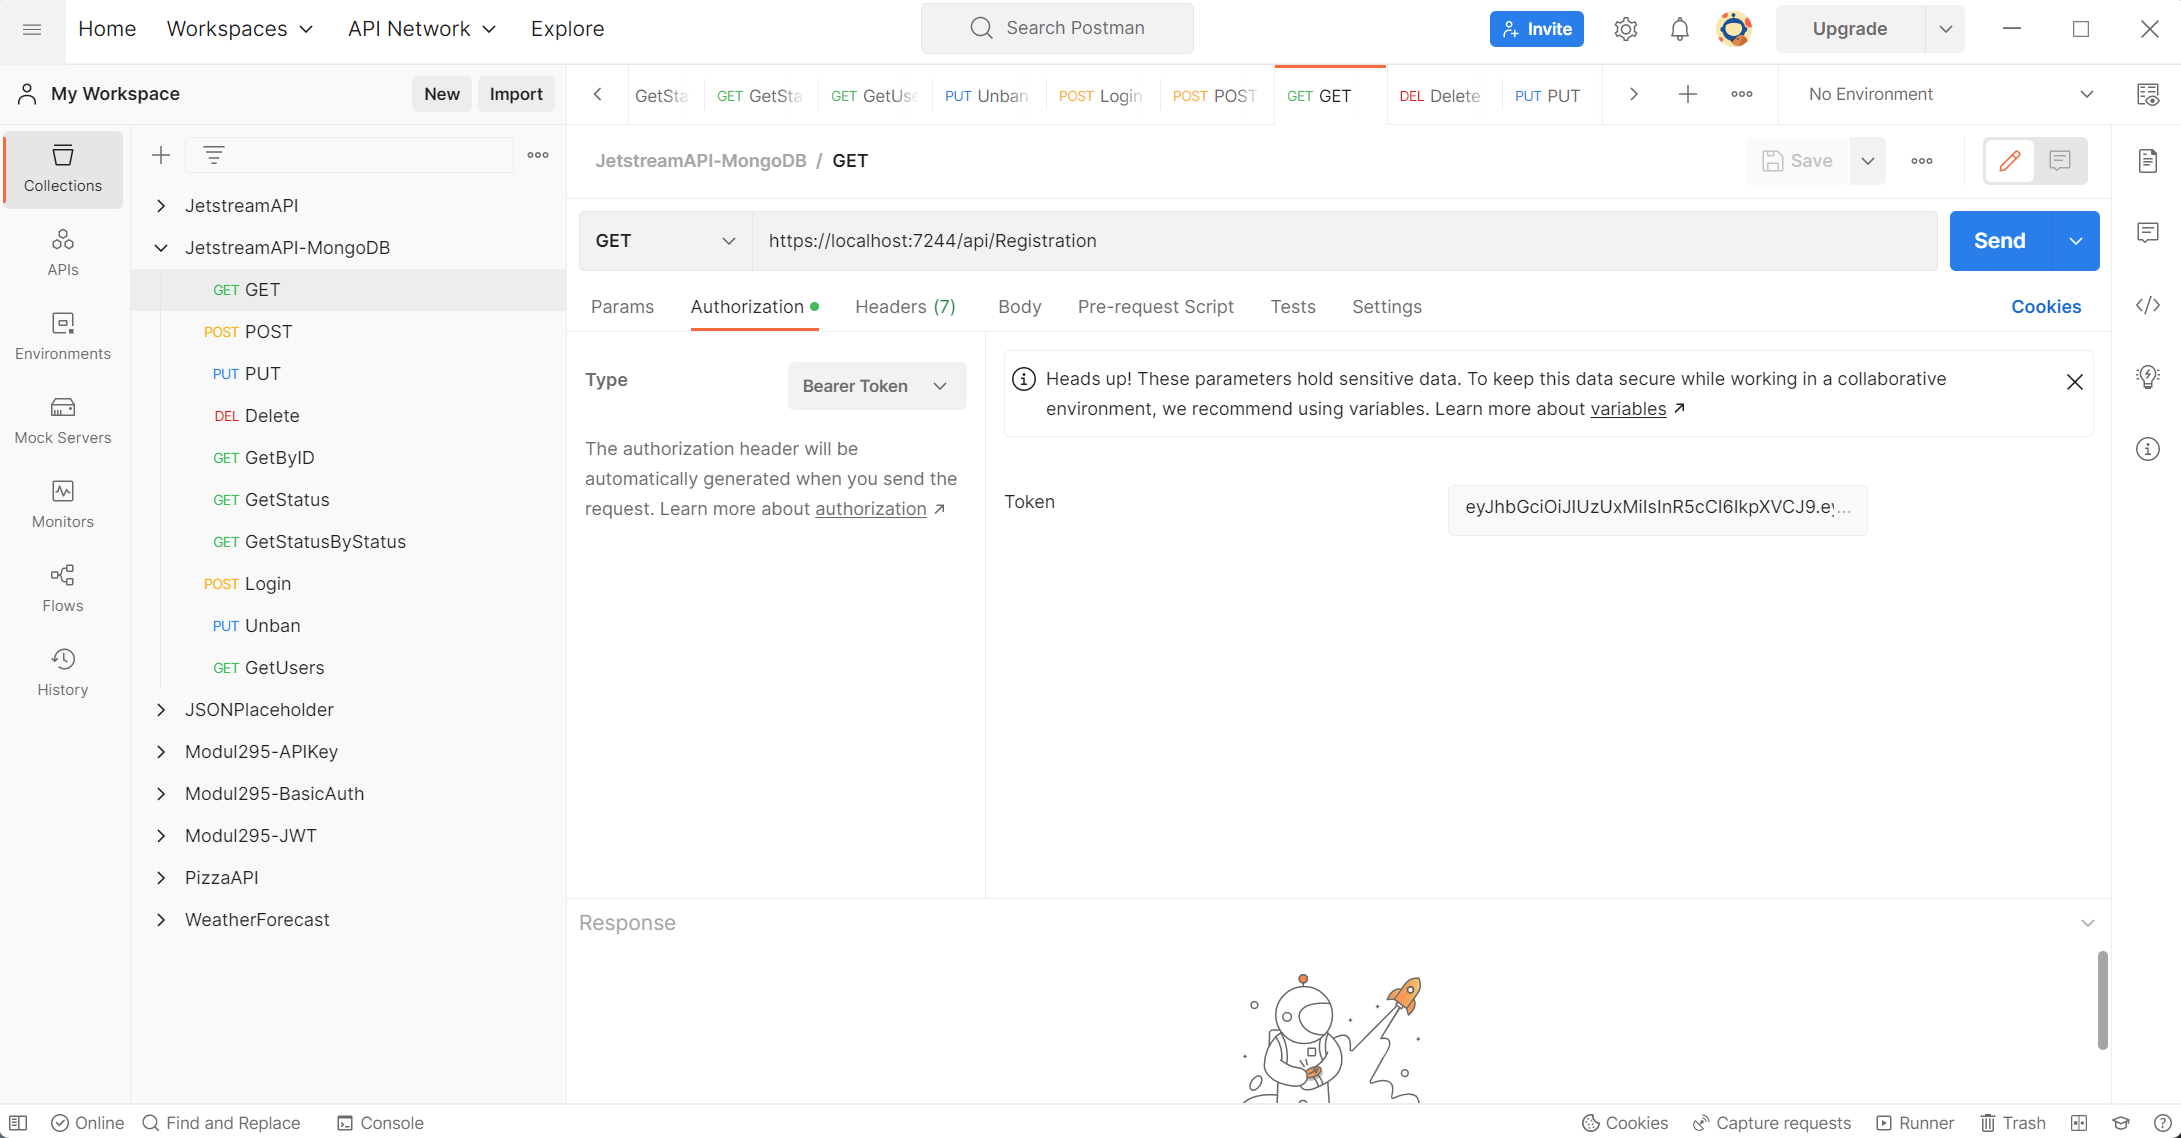 Home Workspaces API Network Explore Search Postman Invite Upgrade
My Workspace New Import
GetSta GET GetSta GET GetUse PUT Unban POST Login POST POST GET GET DEL Delete PUT PUT No Environment
Collections
APIs
Environments
Mock Servers
Monitors
Flows
History
JetstreamAPI
JetstreamAPI-MongoDB
GET GET
POST POST
PUT PUT
DEL Delete
GET GetByID
GET GetStatus
GET GetStatusByStatus
POST Login
PUT Unban
GET GetUsers
JSONPlaceholder
Modul295-APIKey
Modul295-BasicAuth
Modul295-JWT
PizzaAPI
WeatherForecast
JetstreamAPI-MongoDB / GET Save
GET https://localhost:7244/api/Registration Send
Params Authorization Headers (7) Body Pre-request Script Tests Settings Cookies
Type Bearer Token
The authorization header will be
automatically generated when you send the
request. Learn more about authorization
Heads up! These parameters hold sensitive data. To keep this data secure while working in a collaborative
environment, we recommend using variables. Learn more about variables
Token
Response
Online Find and Replace Console Cookies Capture requests Runner Trash